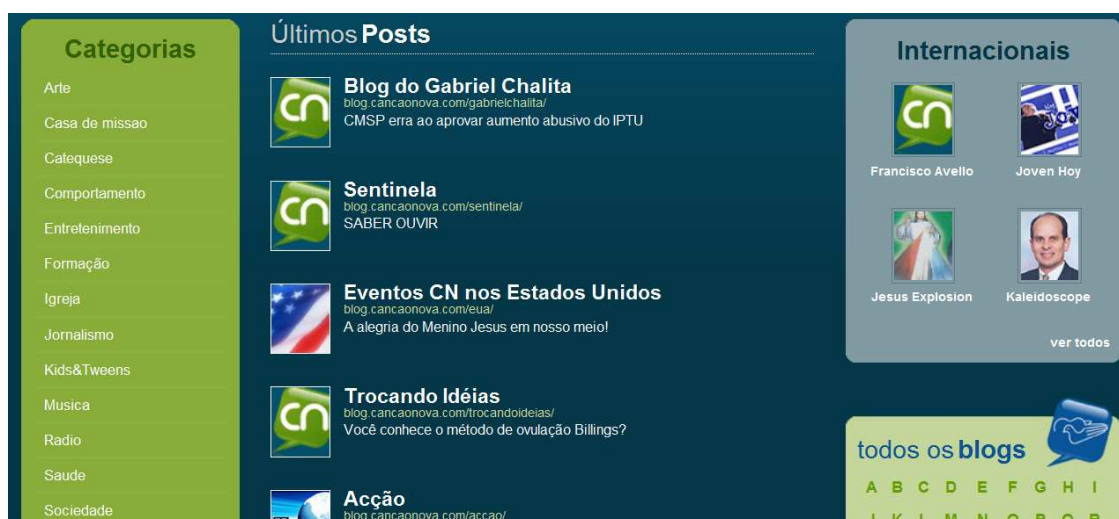 Categorias
Arte
Casa de missao
Catequese
Comportamento
Entretenimento
Formação
Igreja
Jornalismo
Kids&Tweens
Musica
Radio
Saude
Sociedade
Últimos Posts
cn
Blog do Gabriel Chalita
blog.cancaonova.com/gabrielchalita/
CMSP erra ao aprovar aumento abusivo do IPTU
cn
Sentinela
blog.cancaonova.com/sentinela/
SABER OUVIR
Eventos CN nos Estados Unidos
blog.cancaonova.com/eua/
A alegria do Menino Jesus em nosso meio!
cn
Trocando Idéias
blog.cancaonova.com/trocandoideias/
Você conhece o método de ovulação Billings?
Acção
blog.cancaonova.com/accao/
Internacionais
cn
Francisco Avello
Joven Hoy
Jesus Explosion
Kaleidoscope
ver todos
todos os blogs
A B C D E F G H I
J K L M N O P Q R